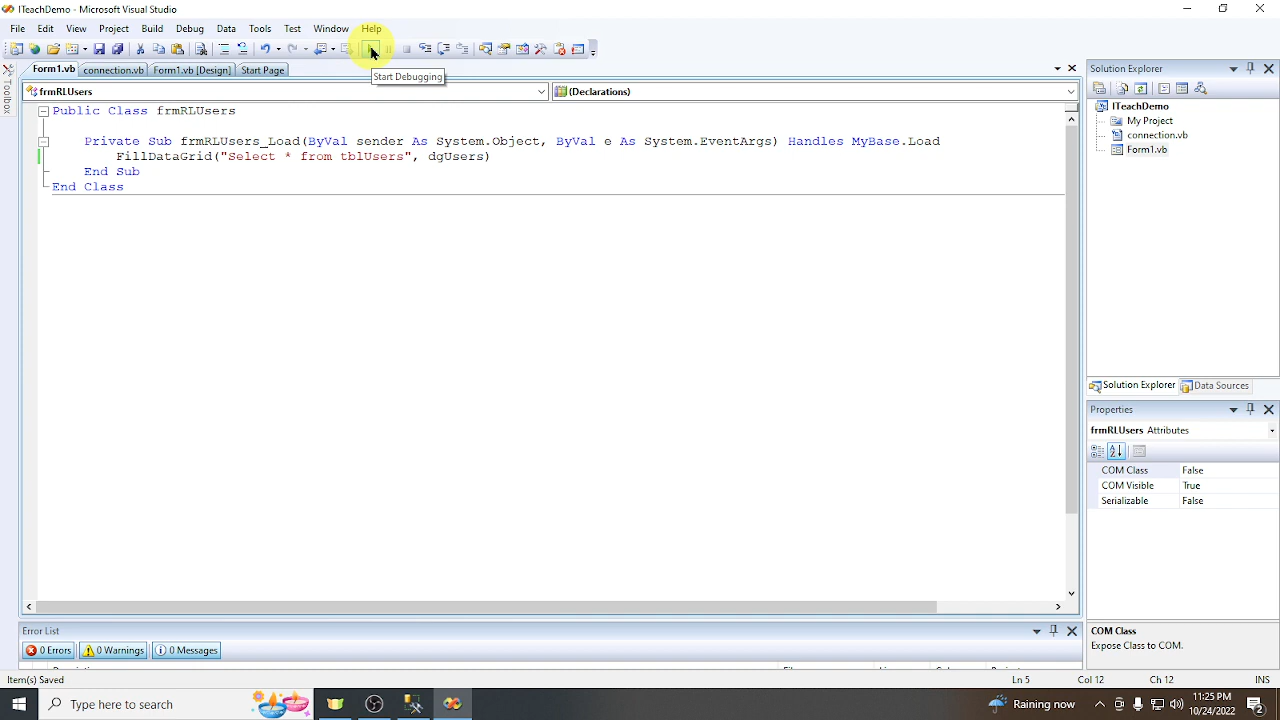 ITeachDemo - Microsoft Visual Studio
File Edit View Project Build Debug Data Tools Test Window Help
Start Debugging
Form1.vb connection.vb Form1.vb [Design] Start Page
Toolbox
frmRLUsers
(Declarations)
Public Class frmRLUsers
Private Sub frmRLUsers_Load(ByVal sender As System.Object, ByVal e As System.EventArgs) Handles MyBase.Load
FillDataGrid("Select * from tblUsers", dgUsers)
End Sub
End Class
Solution Explorer
ITeachDemo
My Project
connection.vb
Form1.vb
Solution Explorer Data Sources
Properties
frmRLUsers Attributes
COM Class False
COM Visible True
Serializable False
COM Class
Expose Class to COM.
Error List
0 Errors 0 Warnings 0 Messages
Item(s) Saved
Ln 5 Col 12 Ch 12 INS
Type here to search
Raining now
11:25 PM
10/24/2022
2